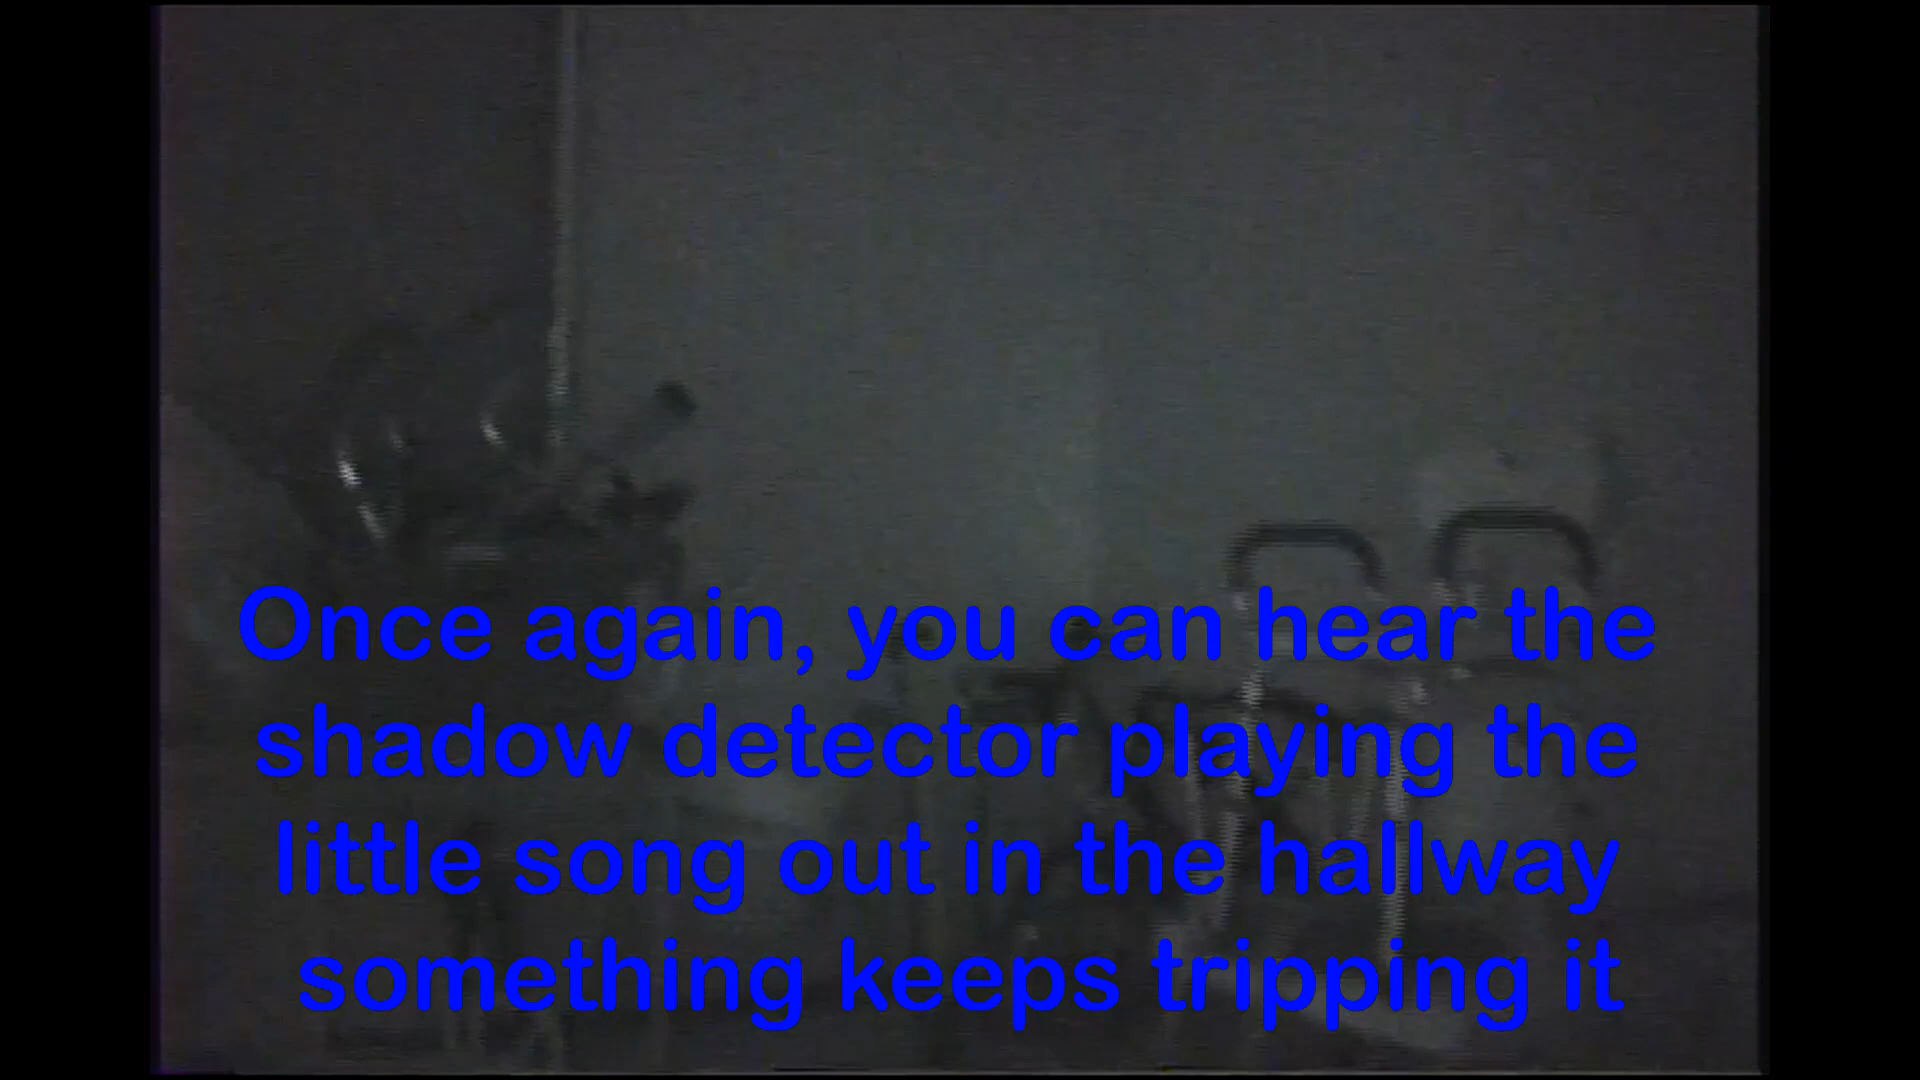 Once again, you can hear the
shadow detector playing the
little song out in the hallway
something keeps tripping it